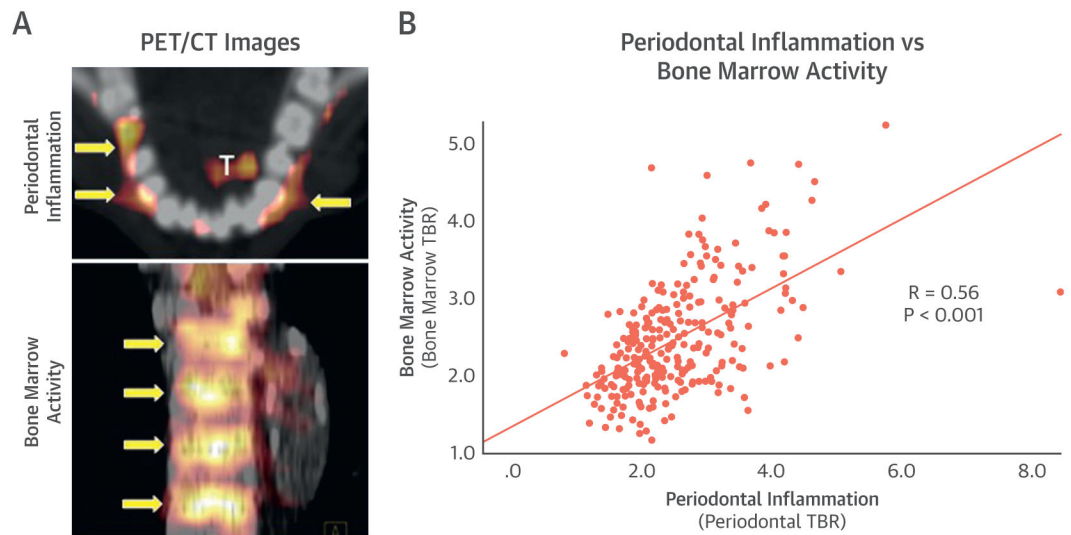 A
PET/CT Images
Periodontal
Inflammation
T
Bone Marrow
Activity
A
B
Periodontal Inflammation vs
Bone Marrow Activity
Bone Marrow Activity
(Bone Marrow TBR)
5.0
4.0
3.0
2.0
1.0
R = 0.56
P < 0.001
.0
2.0
4.0
6.0
8.0
Periodontal Inflammation
(Periodontal TBR)